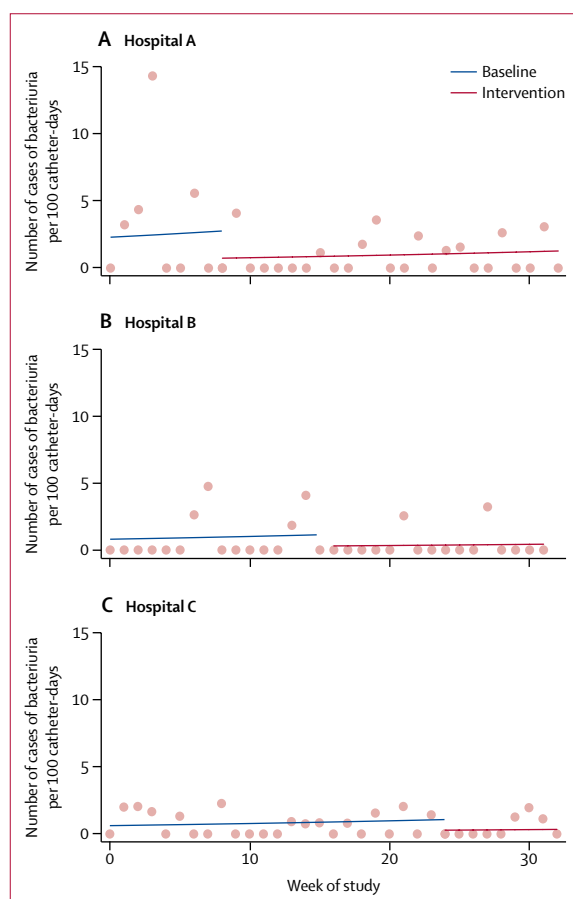 A Hospital A
15
10
5
0
Number of cases of bacteriuria
per 100 catheter-days
Baseline
Intervention
B Hospital B
15
10
5
0
Number of cases of bacteriuria
per 100 catheter-days
C Hospital C
15
10
5
0
Number of cases of bacteriuria
per 100 catheter-days
0 10 20 30
Week of study